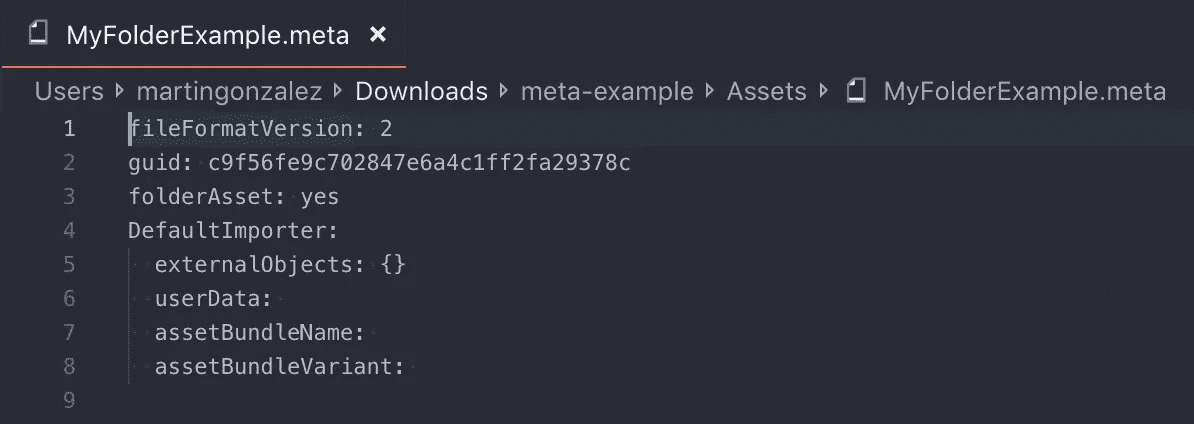 MyFolderExample.meta ×
Users Downloads martingonzalez meta-example Assets MyFolderExample.meta
1 fileFormatVersion: 2
2 guid: c9f56fe9c702847e6a4c1ff2fa29378c
3 folderAsset: yes
4 DefaultImporter:
5 externalObjects: {}
6 userData:
7 assetBundleName:
8 assetBundleVariant:
9